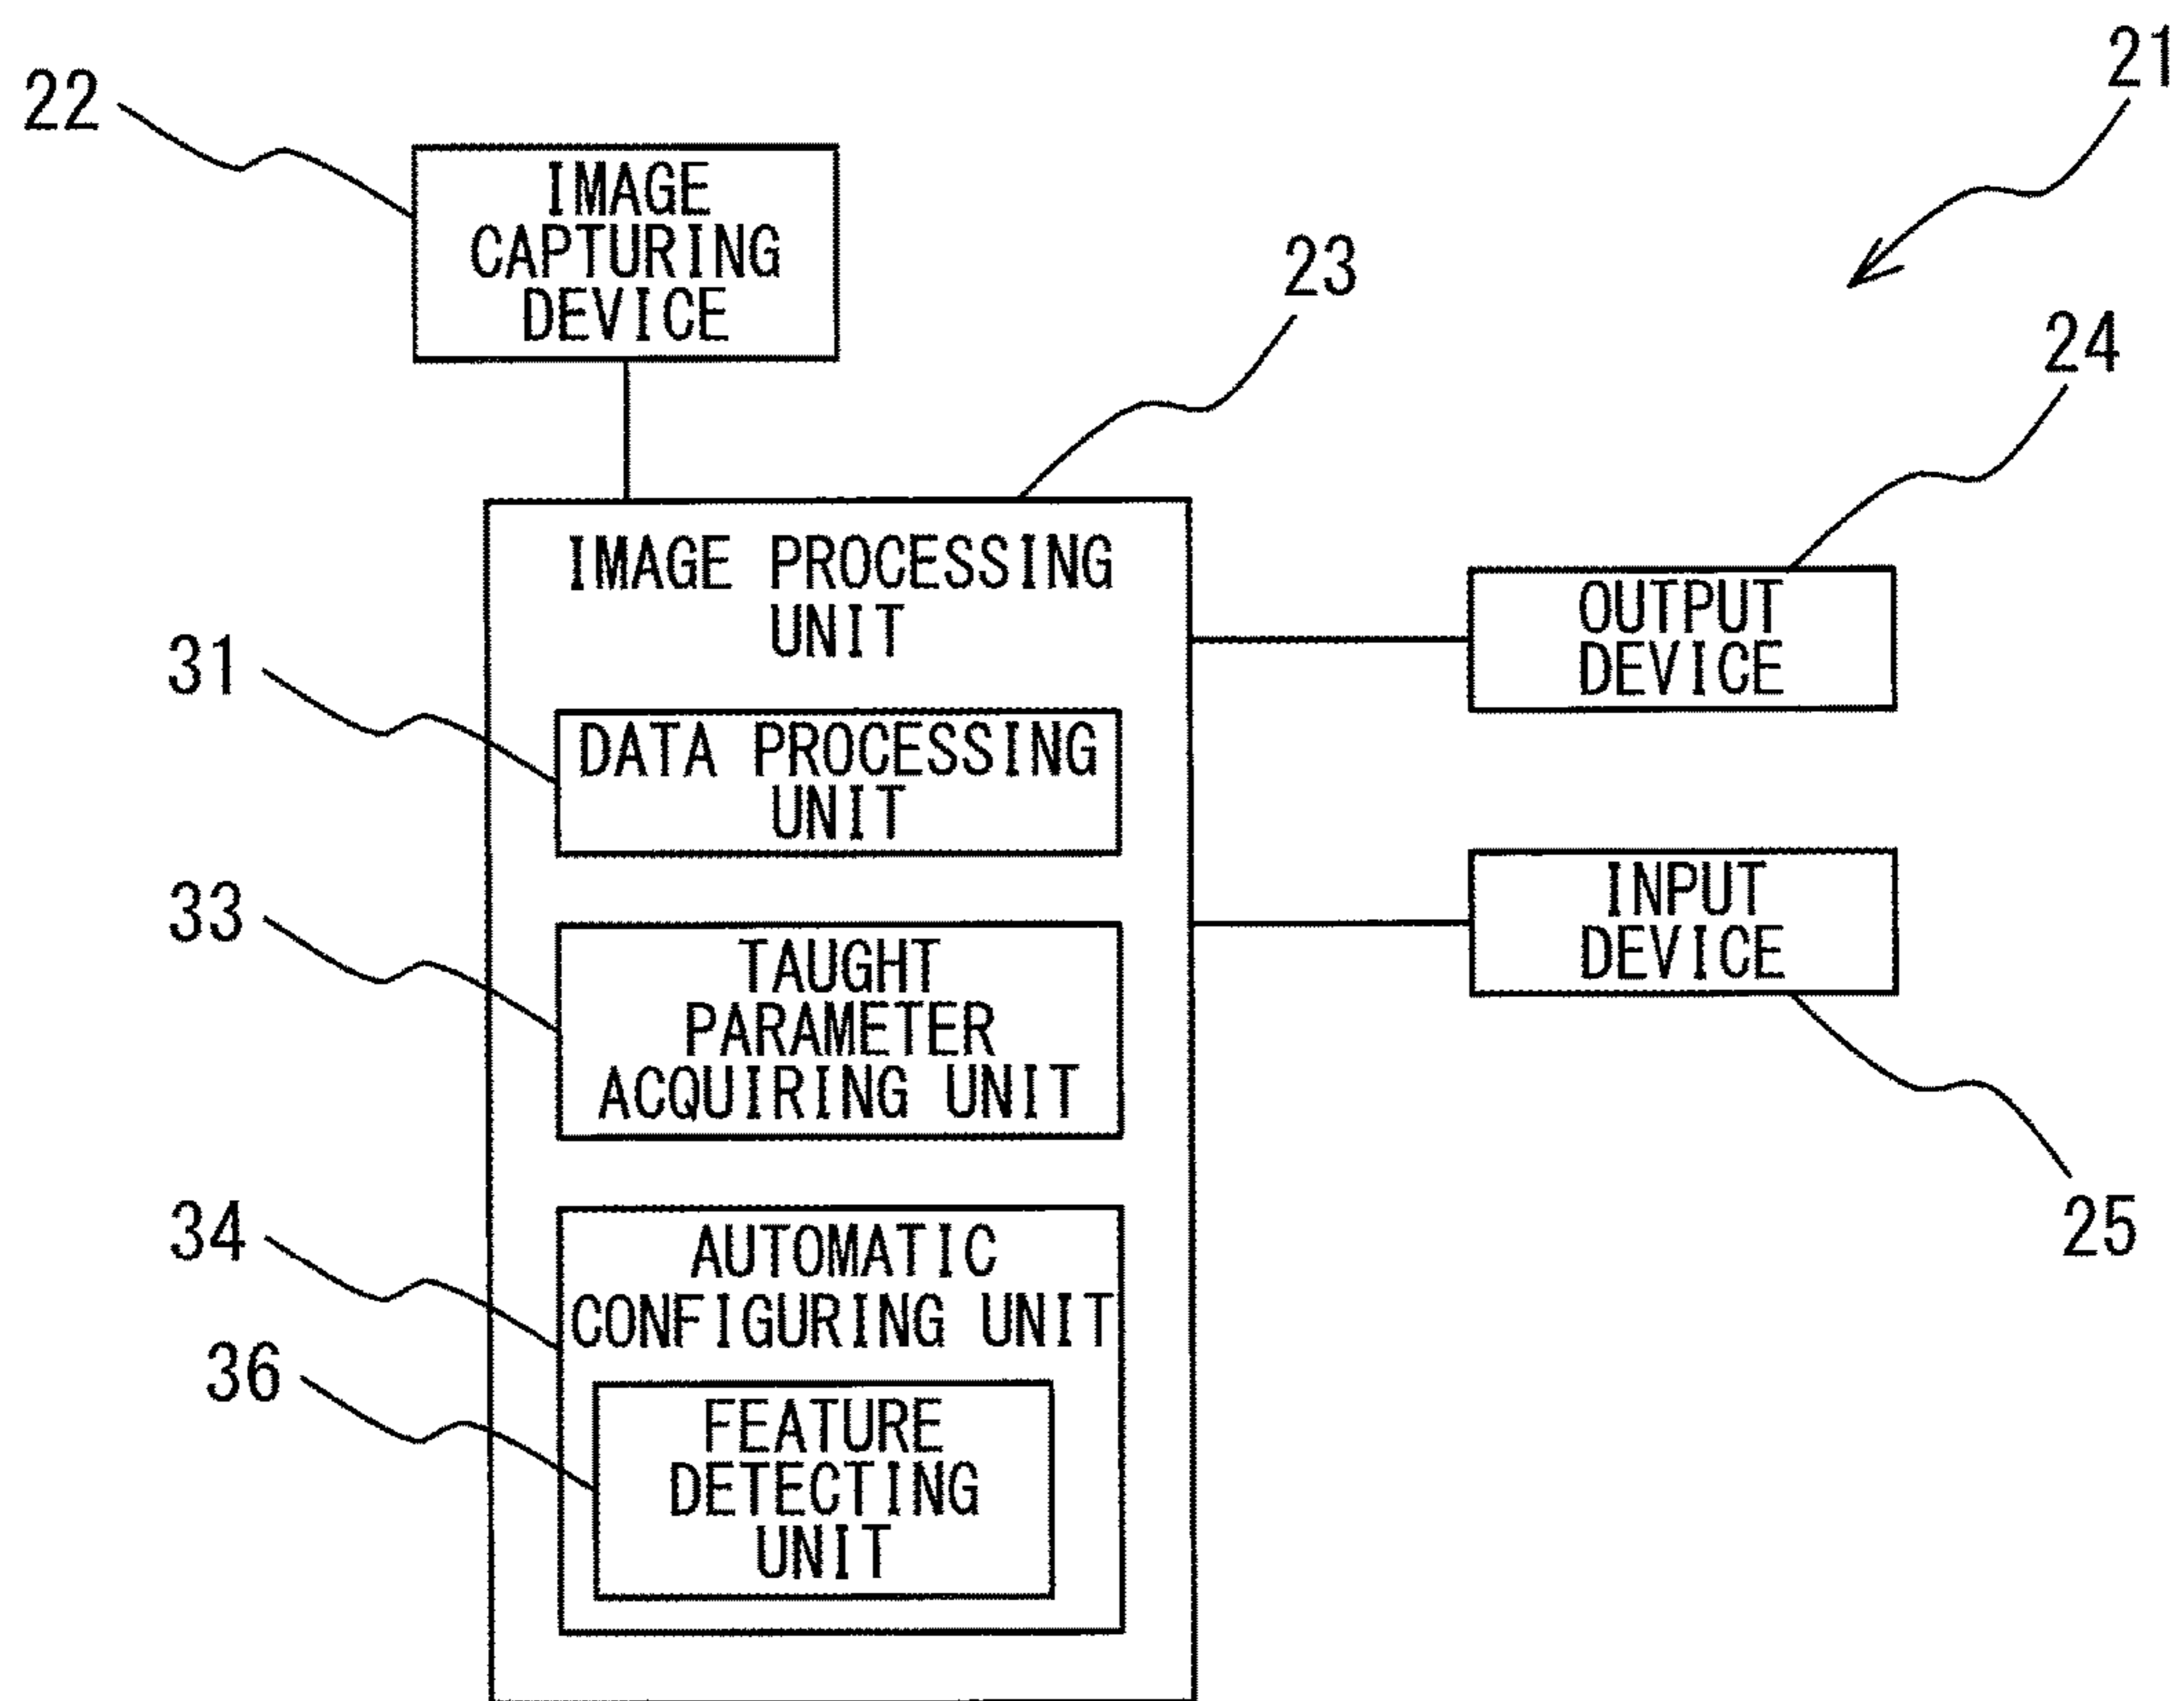 21
22
IMAGE
CAPTURING
DEVICE
23
24
IMAGE PROCESSING
UNIT
OUTPUT
DEVICE
31
DATA PROCESSING
UNIT
INPUT
DEVICE
33
TAUGHT
PARAMETER
ACQUIRING UNIT
25
34
AUTOMATIC
CONFIGURING UNIT
36
FEATURE
DETECTING
UNIT